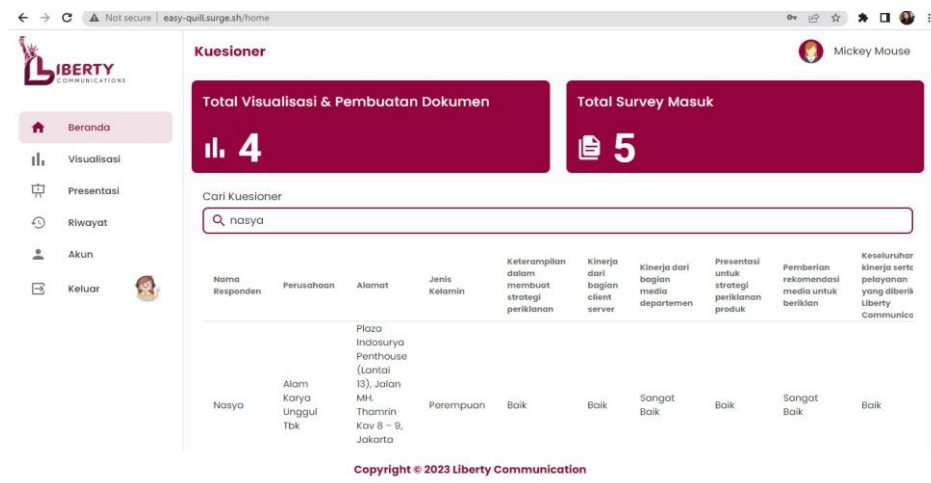 Not secure | easy-quill.surge.sh/home
LIBERTY
COMMUNICATIONS
Kuesioner
Mickey Mouse
Beranda
Visualisasi
Presentasi
Riwayat
Akun
Keluar
Total Visualisasi & Pembuatan Dokumen
4
Total Survey Masuk
5
Cari Kuesioner
nasya
Nama
Responden
Perusahaan
Alamat
Jenis
Kelamin
Keterampilan
dalam
membuat
strategi
periklanan
Kinerja
dari
bagian
client
server
Kinerja dari
bagian
media
departemen
Presentasi
untuk
strategi
periklanan
produk
Pemberian
rekomendasi
media untuk
beriklan
Keseluruhar
kinerja serta
pelayanan
yang diberik
Liberty
Communica
Nasya
Alam
Karya
Unggul
Tbk
Plaza
Indosurya
Penthouse
(Lantai
13), Jalan
MH.
Thamrin
Kav 8 – 9,
Jakarta
Perempuan
Baik
Baik
Sangat
Baik
Baik
Sangat
Baik
Baik
Copyright © 2023 Liberty Communication